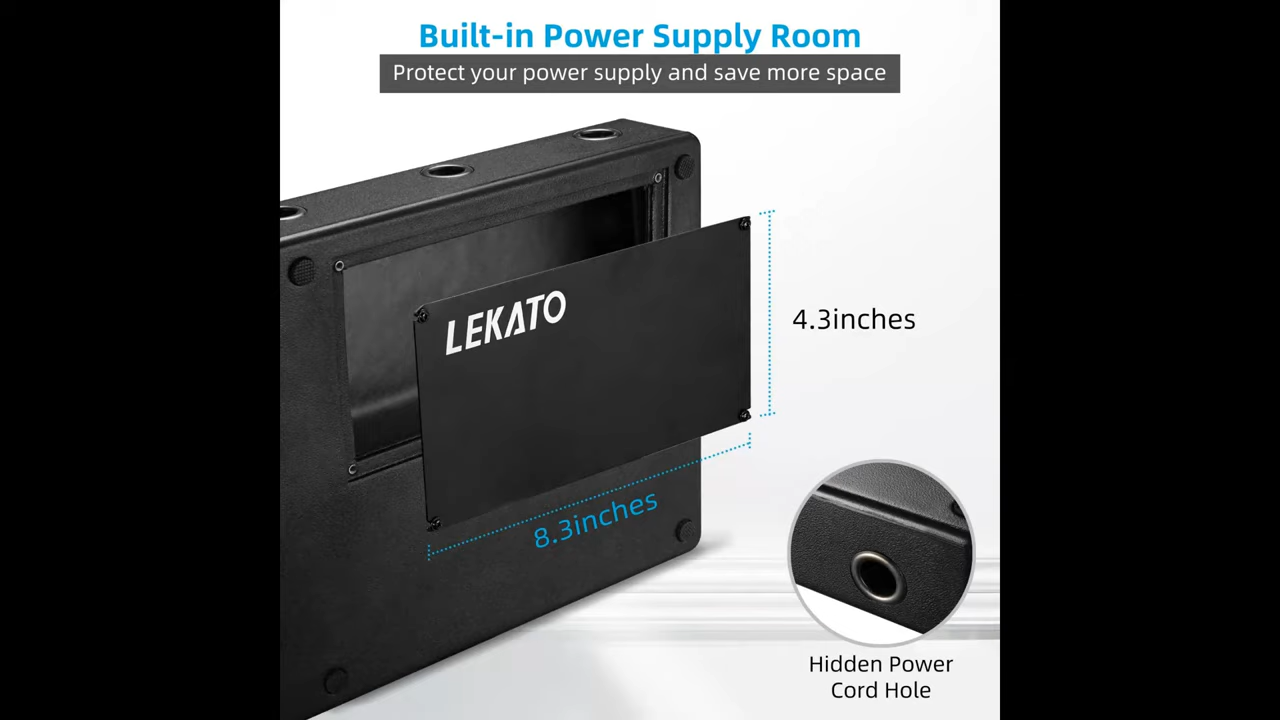 Built-in Power Supply Room
Protect your power supply and save more space
LEKATO
4.3inches
8.3inches
Hidden Power
Cord Hole